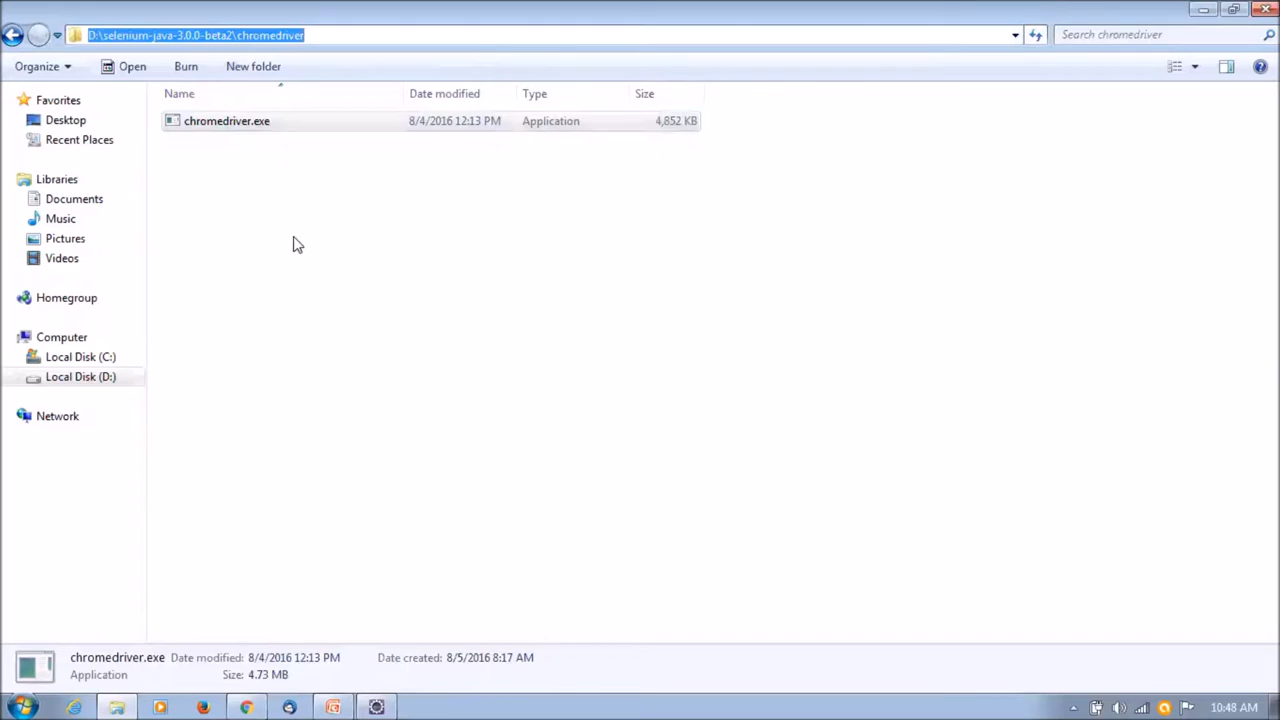 D:\selenium-java-3.0.0-beta2\chromedriver
Search chromedriver
Organize Open Burn New folder
Name Date modified Type Size
chromedriver.exe 8/4/2016 12:13 PM Application 4,852 KB
Favorites
Desktop
Recent Places
Libraries
Documents
Music
Pictures
Videos
Homegroup
Computer
Local Disk (C:)
Local Disk (D:)
Network
chromedriver.exe Date modified: 8/4/2016 12:13 PM Date created: 8/5/2016 8:17 AM
Application Size: 4.73 MB
10:48 AM